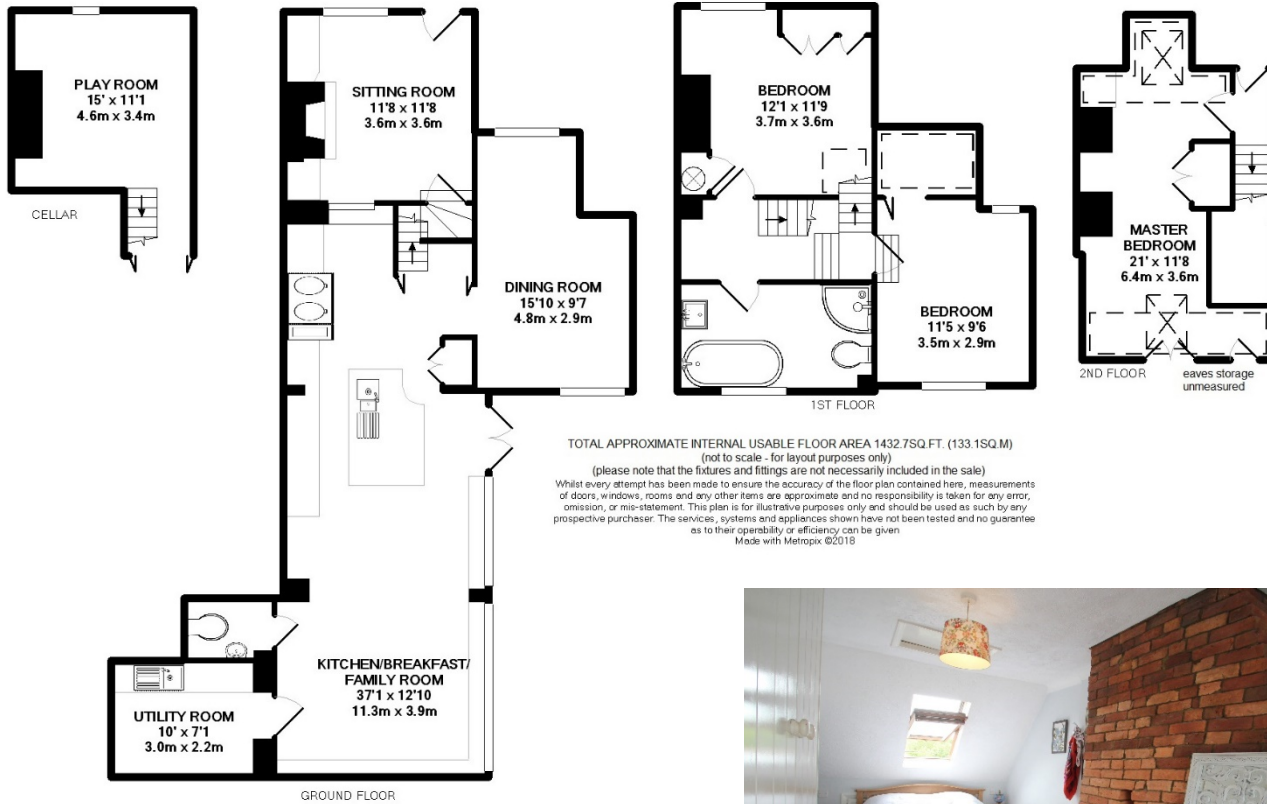 PLAY ROOM
15' x 11'1
4.6m x 3.4m
CELLAR
SITTING ROOM
11'8 x 11'8
3.6m x 3.6m
DINING ROOM
15'10 x 9'7
4.8m x 2.9m
KITCHEN/BREAKFAST/
FAMILY ROOM
37'1 x 12'10
11.3m x 3.9m
UTILITY ROOM
10' x 7'1
3.0m x 2.2m
GROUND FLOOR
BEDROOM
12'1 x 11'9
3.7m x 3.6m
BEDROOM
11'5 x 9'6
3.5m x 2.9m
1ST FLOOR
MASTER
BEDROOM
21' x 11'8
6.4m x 3.6m
2ND FLOOR
eaves storage
unmeasured
TOTAL APPROXIMATE INTERNAL USABLE FLOOR AREA 1432.7SQ.FT. (133.1SQ.M)
(not to scale - for layout purposes only)
(please note that the fixtures and fittings are not necessarily included in the sale)
Whilst every attempt has been made to ensure the accuracy of the floor plan contained here, measurements
of doors, windows, rooms and any other items are approximate and no responsibility is taken for any error,
omission, or mis-statement. This plan is for illustrative purposes only and should be used as such by any
prospective purchaser. The services, systems and appliances shown have not been tested and no guarantee
as to their operability or efficiency can be given
Made with Metropix ©2018